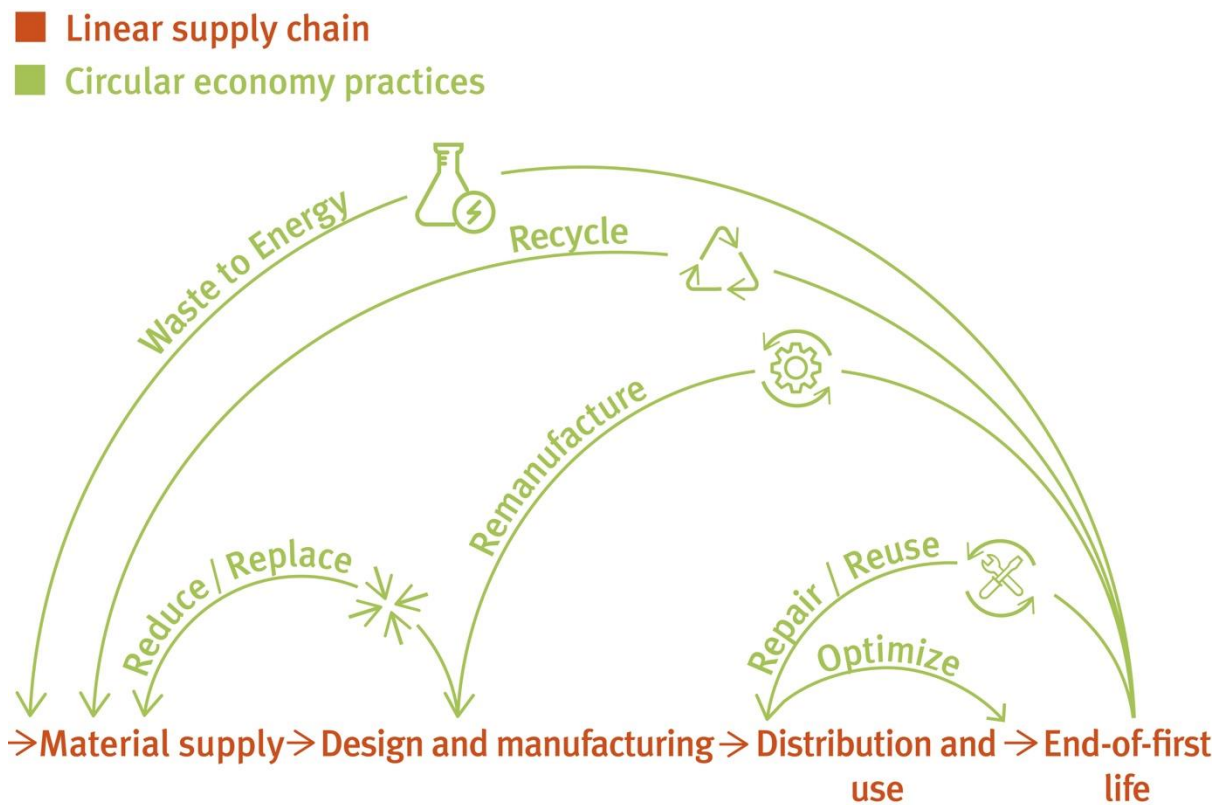 Linear supply chain
Circular economy practices
Waste to Energy
Recycle
Remanufacture
Reduce / Replace
Repair / Reuse
Optimize
→Material supply→Design and manufacturing→Distribution and use→End-of-first life